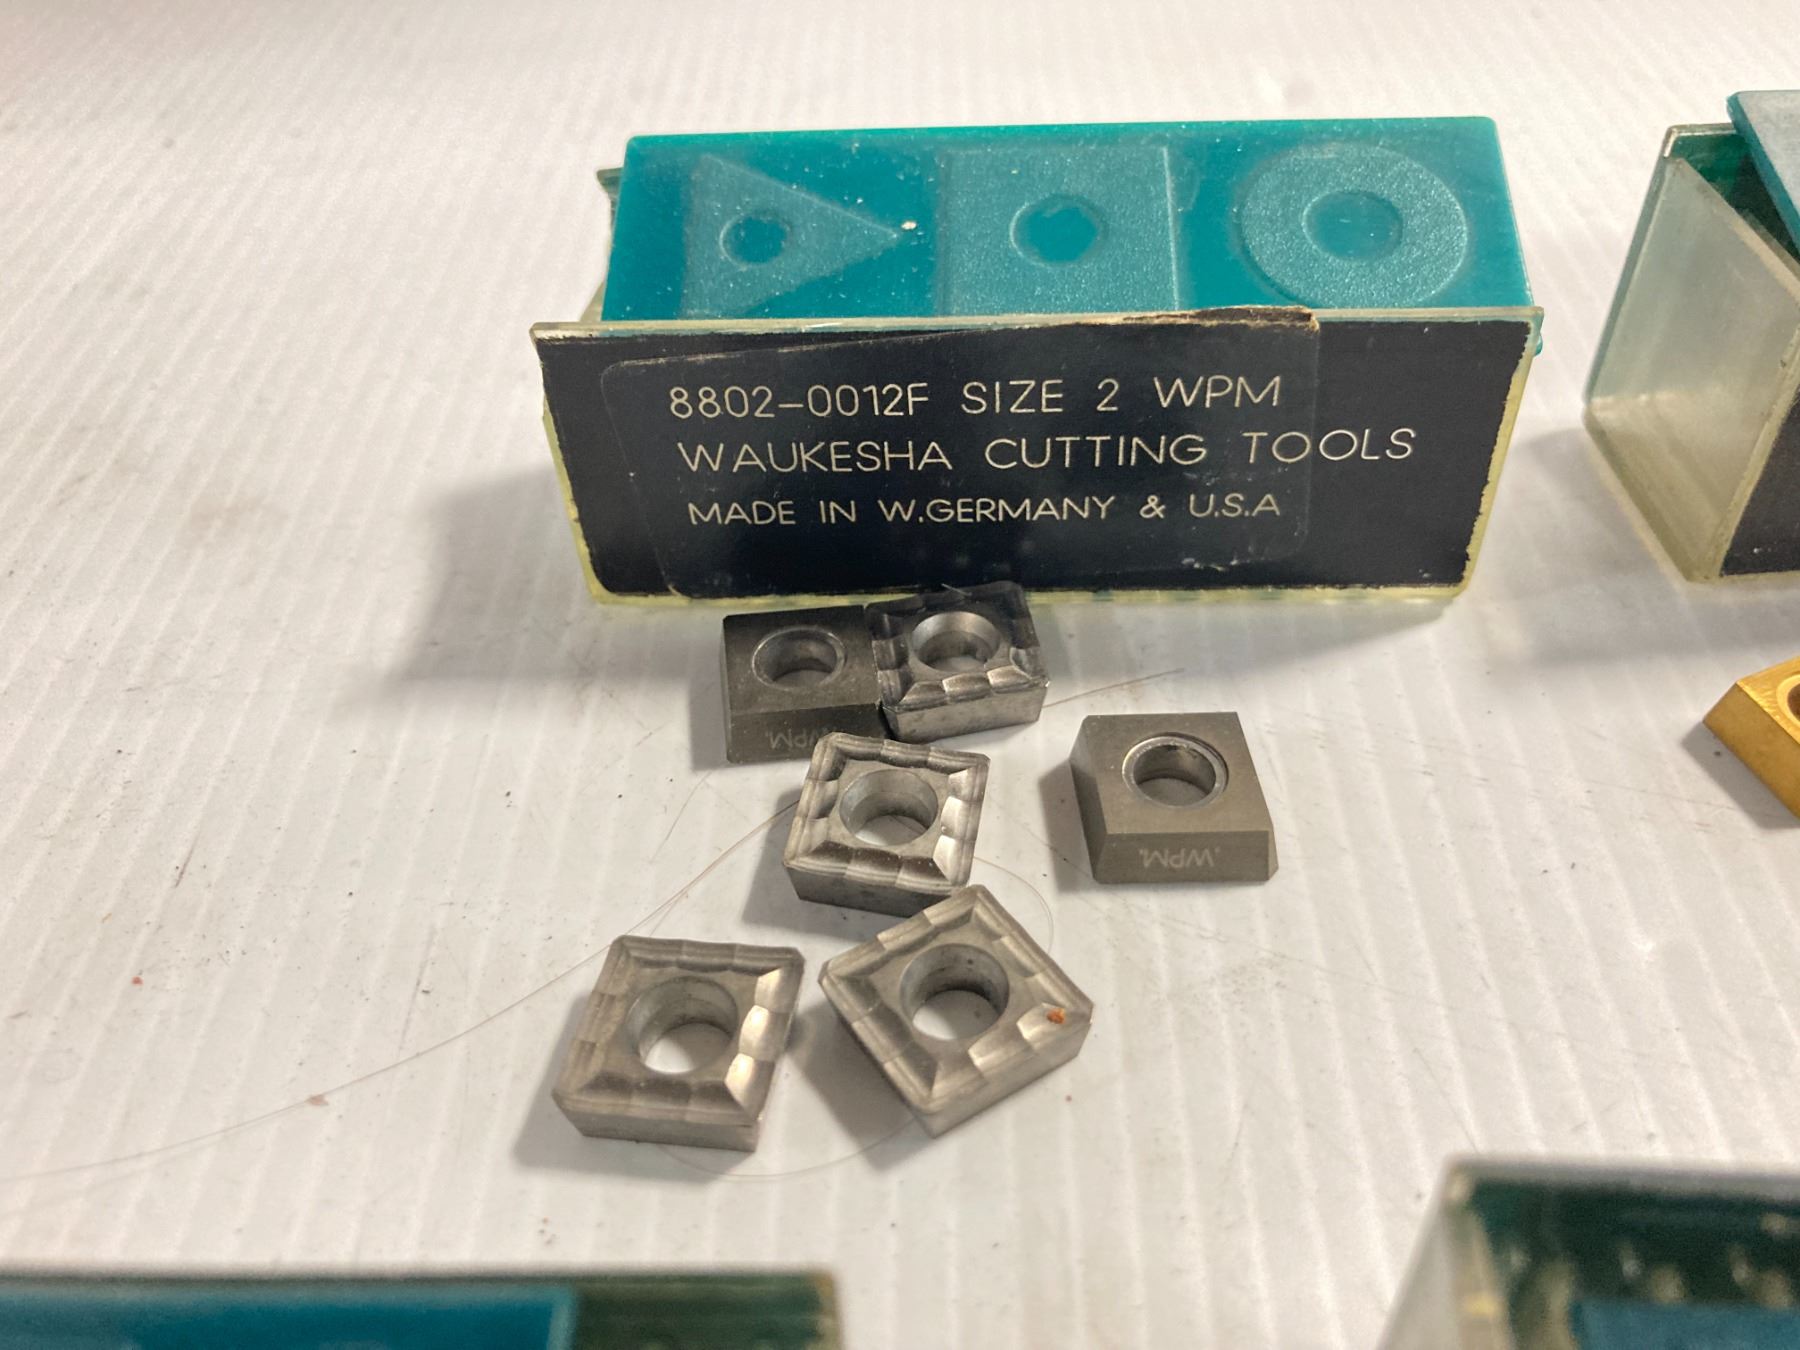 8802-0012F SIZE 2 WPM
WAUKESHA CUTTING TOOLS
MADE IN W.GERMANY & U.S.A
.WPM.
.WPM.